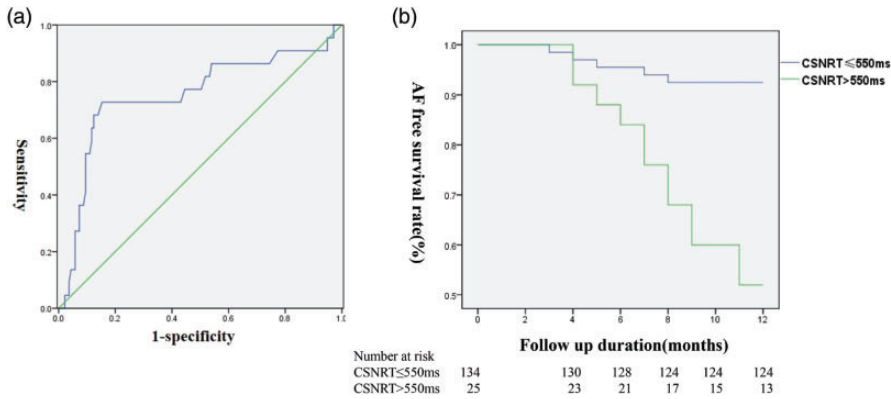 (a)
1.0
0.8
0.6
0.4
0.2
0.0
Sensitivity
0.0 0.2 0.4 0.6 0.8 1.0
1-specificity
(b)
1.0
0.9
0.8
0.7
0.6
0.5
AF free survival rate(%)
0 2 4 6 8 10 12
Follow up duration(months)
CSNRT≤550ms
CSNRT>550ms
Number at risk
CSNRT≤550ms 134 130 128 124 124 124
CSNRT>550ms 25 23 21 17 15 13